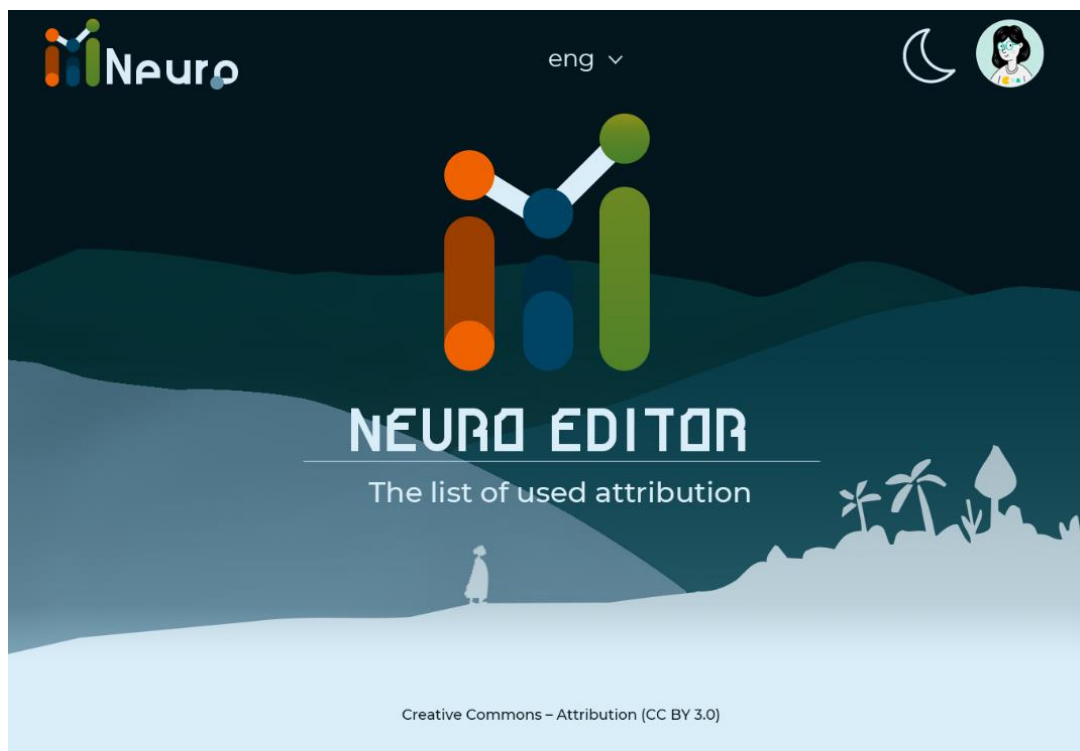 Neuro
eng
NEURO EDITOR
The list of used attribution
Creative Commons – Attribution (CC BY 3.0)